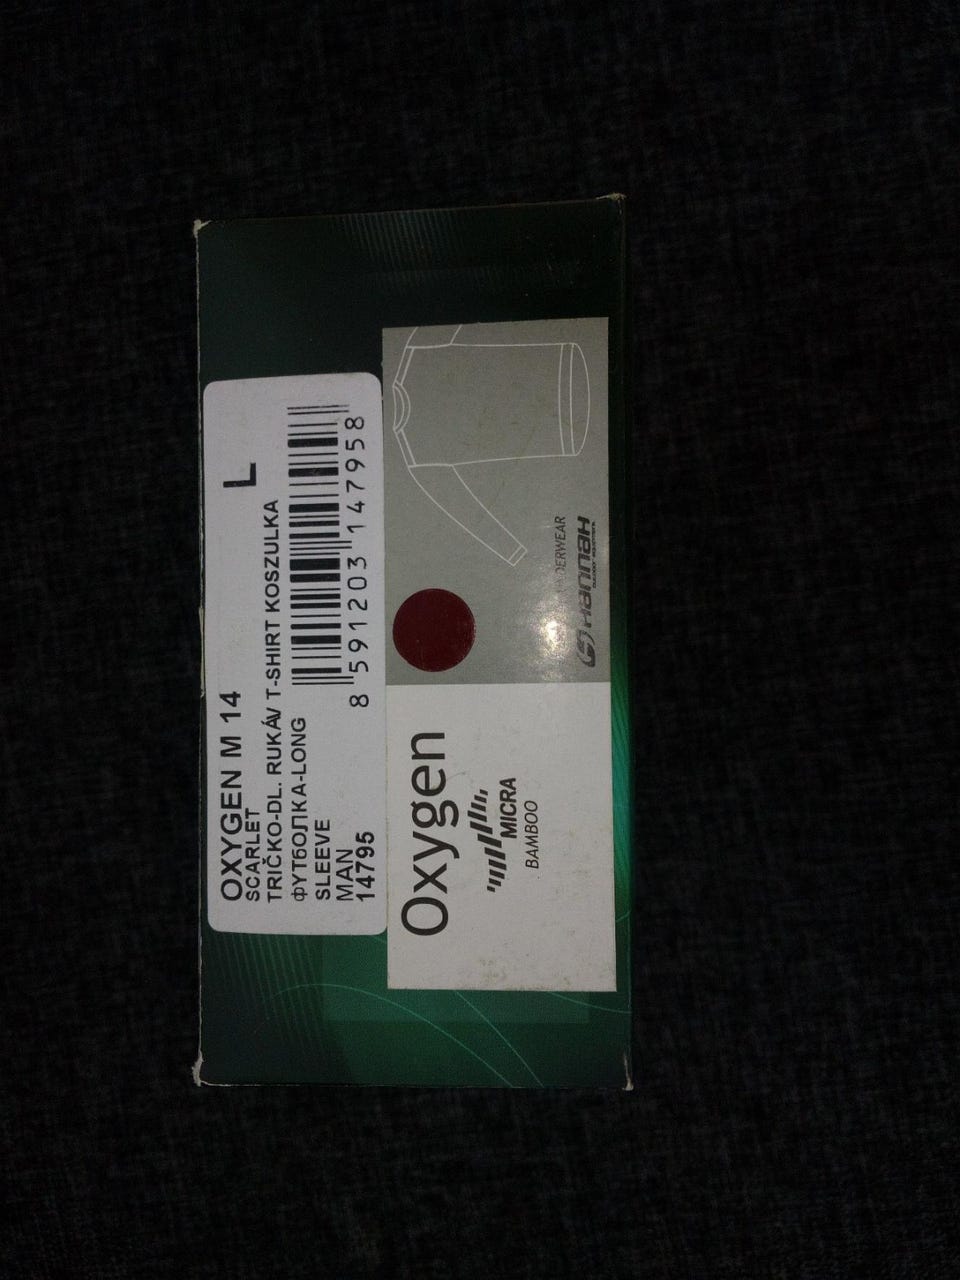 OXYGEN M 14
L
SCARLET
TRIČKO-DL. RUKÁV T-SHIRT KOSZULKA
ФУТБОЛКА-LONG
SLEEVE
MAN
14795
8 591203 147958
Oxygen
MICRA
BAMBOO
HANNAH